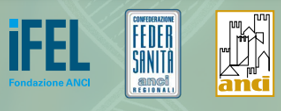 iFEL
Fondazione ANCI
CONFEDERAZIONE
FEDER
SANITÀ
anci
REGIONALI
anci